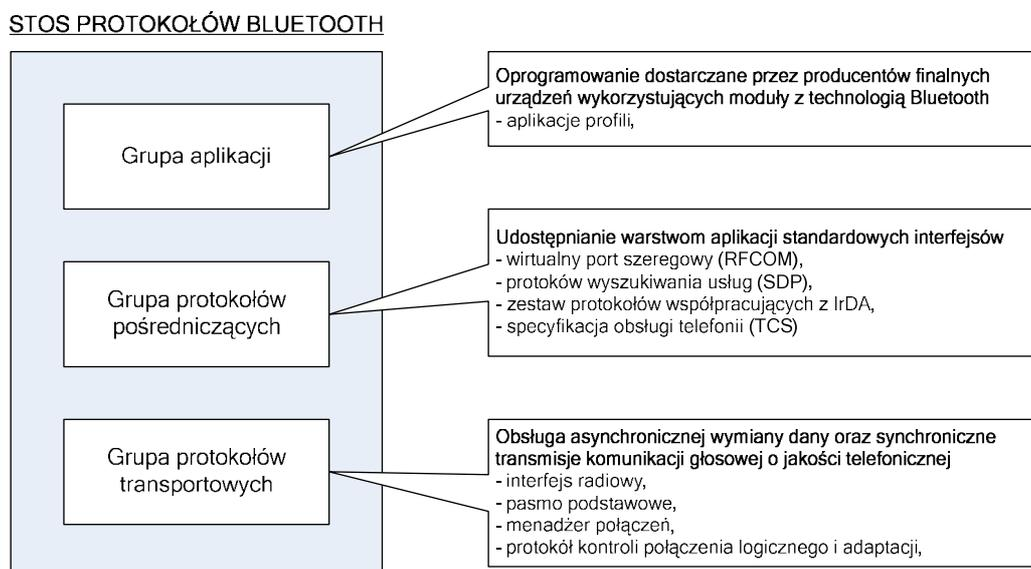 STOS PROTOKOŁÓW BLUETOOTH
Grupa aplikacji
Oprogramowanie dostarczane przez producentów finalnych
urządzeń wykorzystujących moduły z technologią Bluetooth
- aplikacje profili,
Grupa protokołów
pośredniczących
Udostępnianie warstwom aplikacji standardowych interfejsów
- wirtualny port szeregowy (RFCOM),
- protoków wyszukiwania usług (SDP),
- zestaw protokołów współpracujących z IrDA,
- specyfikacja obsługi telefonii (TCS)
Grupa protokołów
transportowych
Obsługa asynchronicznej wymiany dany oraz synchroniczne
transmisje komunikacji głosowej o jakości telefonicznej
- interfejs radiowy,
- pasmo podstawowe,
- menadżer połączeń,
- protokół kontroli połączenia logicznego i adaptacji,